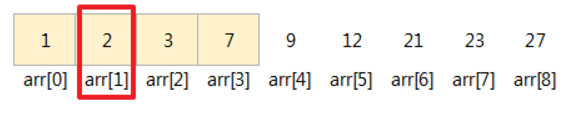 1 2 3 7 9 12 21 23 27
arr[0] arr[1] arr[2] arr[3] arr[4] arr[5] arr[6] arr[7] arr[8]